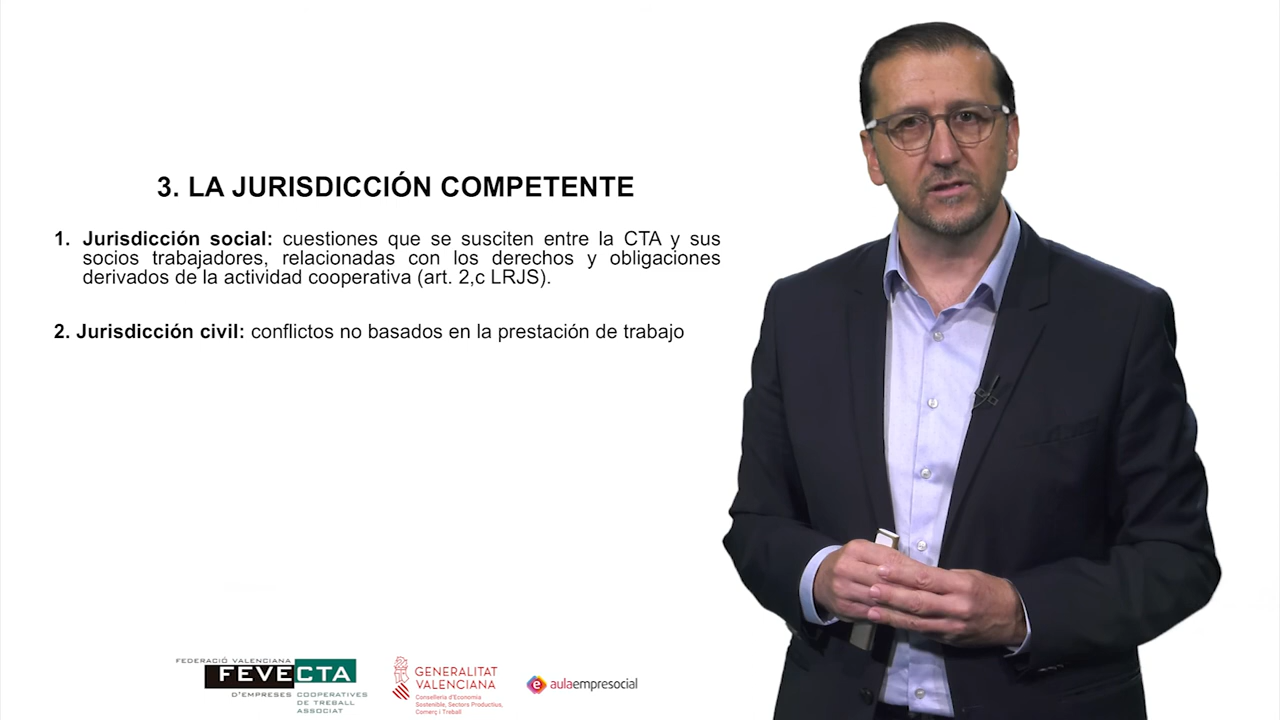 3. LA JURISDICCIÓN COMPETENTE
1. Jurisdicción social: cuestiones que se susciten entre la CTA y sus
socios trabajadores, relacionadas con los derechos y obligaciones
derivados de la actividad cooperativa (art. 2,c LRJS).
2. Jurisdicción civil: conflictos no basados en la prestación de trabajo
FEDERACIÓ VALENCIANA
FEVECTA
D'EMPRESES COOPERATIVES
DE TREBALL
ASSOCIAT
GENERALITAT
VALENCIANA
Conselleria d'Economia
Sostenible, Sectors Productius,
Comerç i Treball
e aulaempresocial